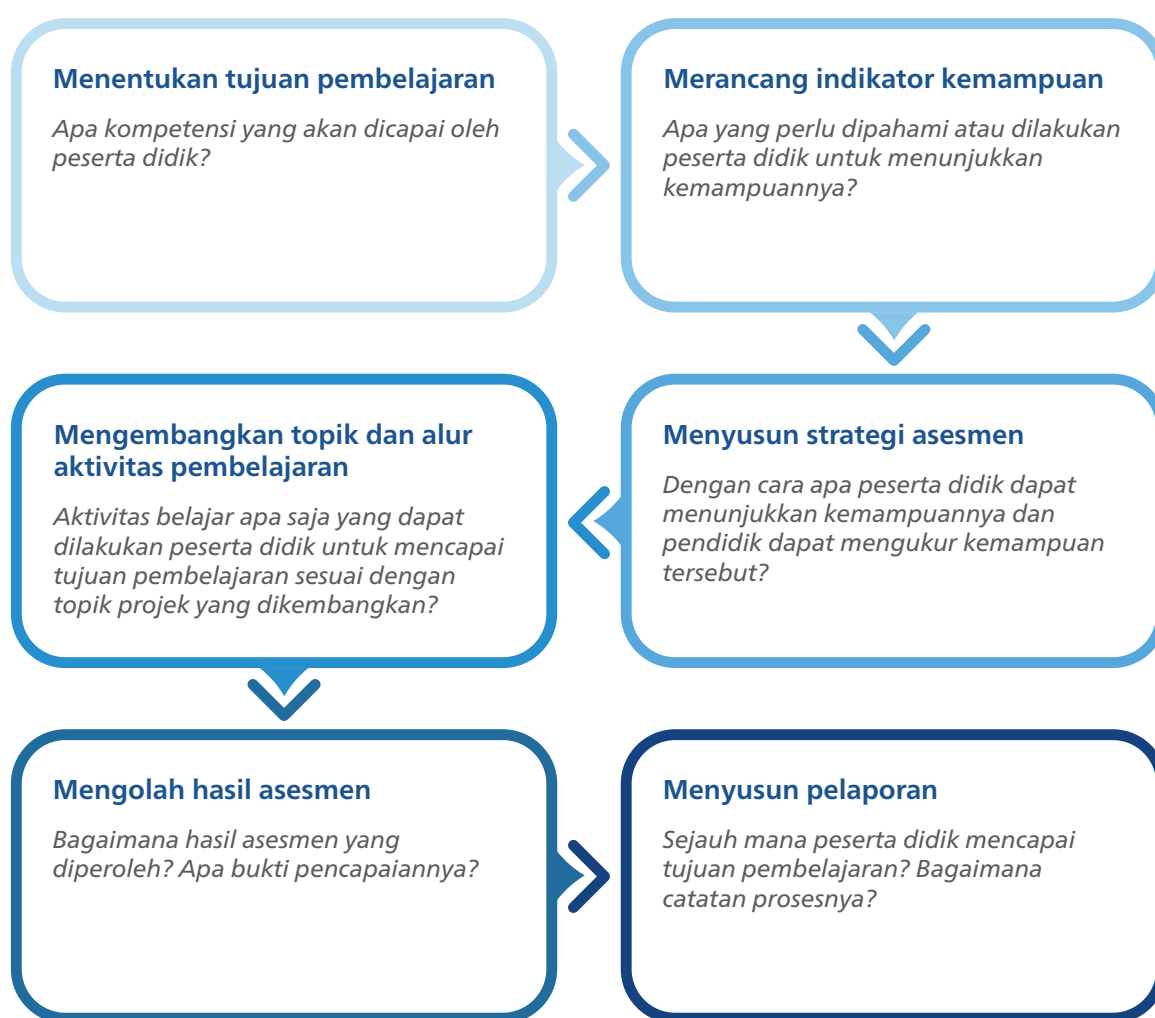 Menentukan tujuan pembelajaran
Apa kompetensi yang akan dicapai oleh
peserta didik?
Merancang indikator kemampuan
Apa yang perlu dipahami atau dilakukan
peserta didik untuk menunjukkan
kemampuannya?
Menyusun strategi asesmen
Dengan cara apa peserta didik dapat
menunjukkan kemampuannya dan
pendidik dapat mengukur kemampuan
tersebut?
Mengembangkan topik dan alur
aktivitas pembelajaran
Aktivitas belajar apa saja yang dapat
dilakukan peserta didik untuk mencapai
tujuan pembelajaran sesuai dengan
topik projek yang dikembangkan?
Mengolah hasil asesmen
Bagaimana hasil asesmen yang
diperoleh? Apa bukti pencapaiannya?
Menyusun pelaporan
Sejauh mana peserta didik mencapai
tujuan pembelajaran? Bagaimana
catatan prosesnya?